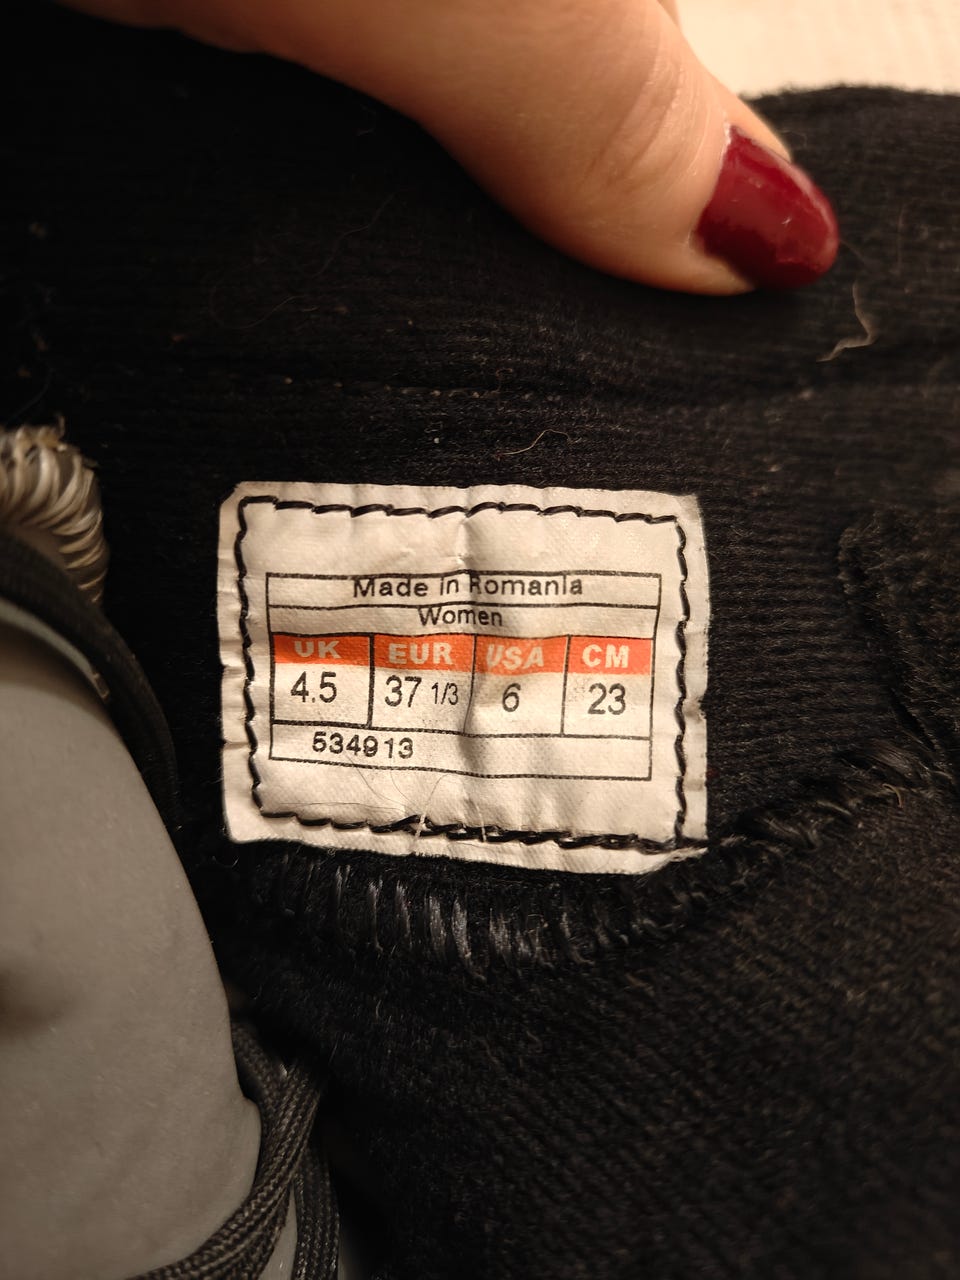 Made in Romania
Women
UK EUR USA CM
4.5 37 1/3 6 23
534913